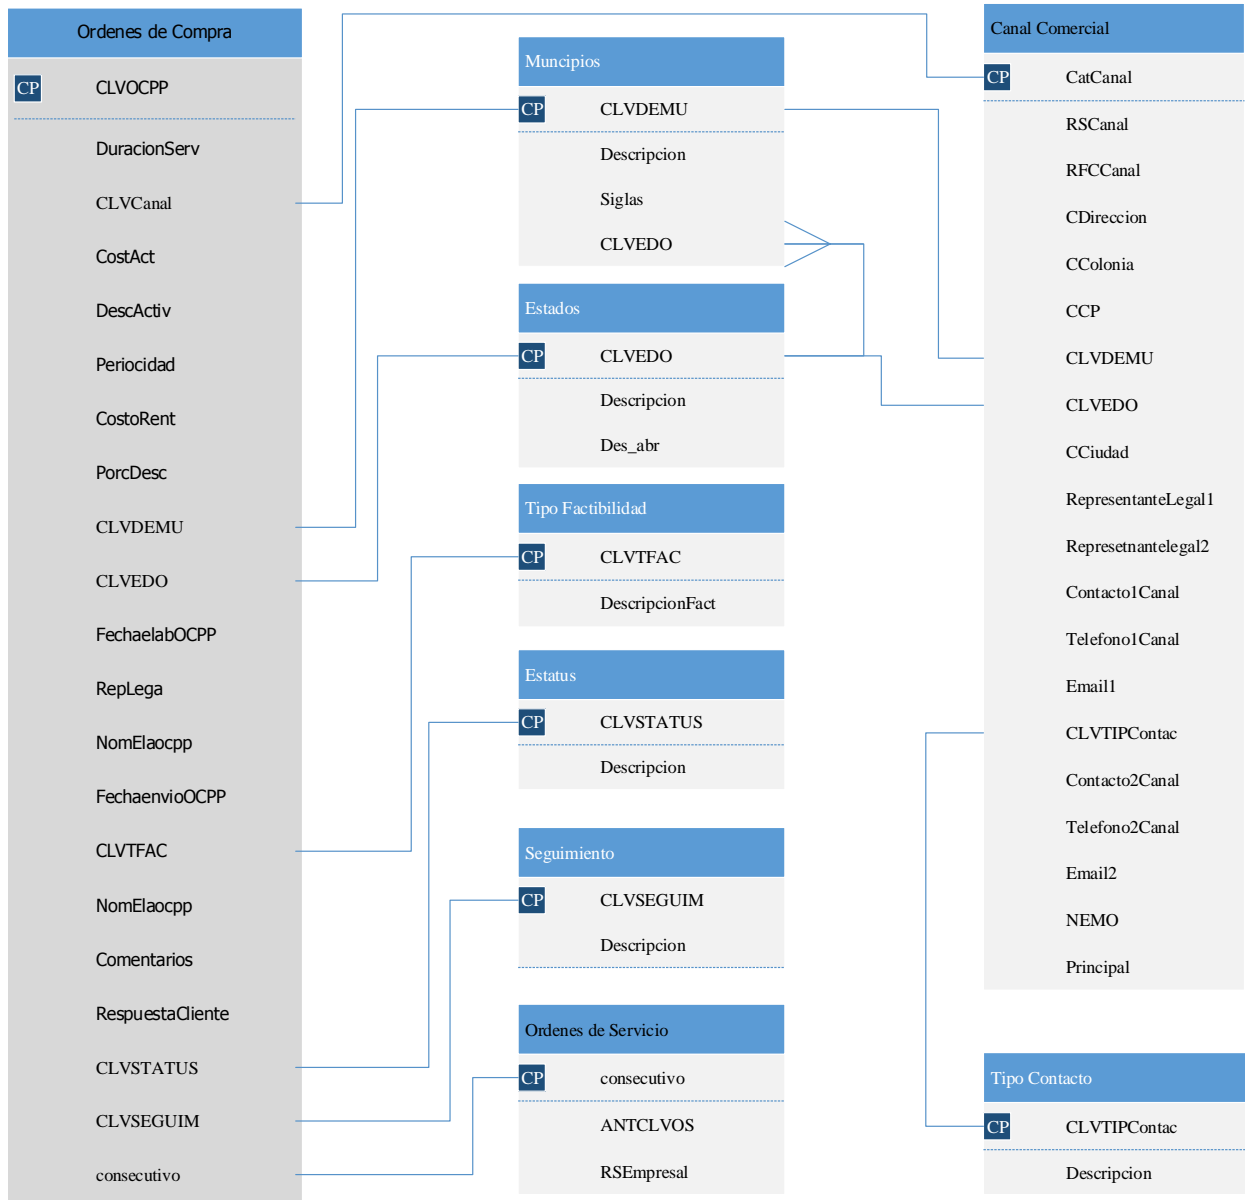 Ordenes de Compra
CP CLVOCPP
DuracionServ
CLVCanal
CostAct
DescActiv
Periocidad
CostoRent
PorcDesc
CLVDEMU
CLVEDO
FechaelabOCPP
RepLega
NomElaocpp
FechaenvioOCPP
CLVTFAC
NomElaocpp
Comentarios
RespuestaCliente
CLVSTATUS
CLVSEGUIM
consecutivo
Muncipios
CP CLVDEMU
Descripcion
Siglas
CLVEDO
Estados
CP CLVEDO
Descripcion
Des_abr
Tipo Factibilidad
CP CLVTFAC
DescripcionFact
Estatus
CP CLVSTATUS
Descripcion
Seguimiento
CP CLVSEGUIM
Descripcion
Ordenes de Servicio
CP consecutivo
ANTCLVOS
RSEmpresal
Canal Comercial
CP CatCanal
RSCanal
RFCCanal
CDireccion
CColonia
CCP
CLVDEMU
CLVEDO
CCiudad
RepresentanteLegal1
Represetnantelegal2
Contacto1Canal
Telefono1Canal
Email1
CLVTIPContac
Contacto2Canal
Telefono2Canal
Email2
NEMO
Principal
Tipo Contacto
CP CLVTIPContac
Descripcion